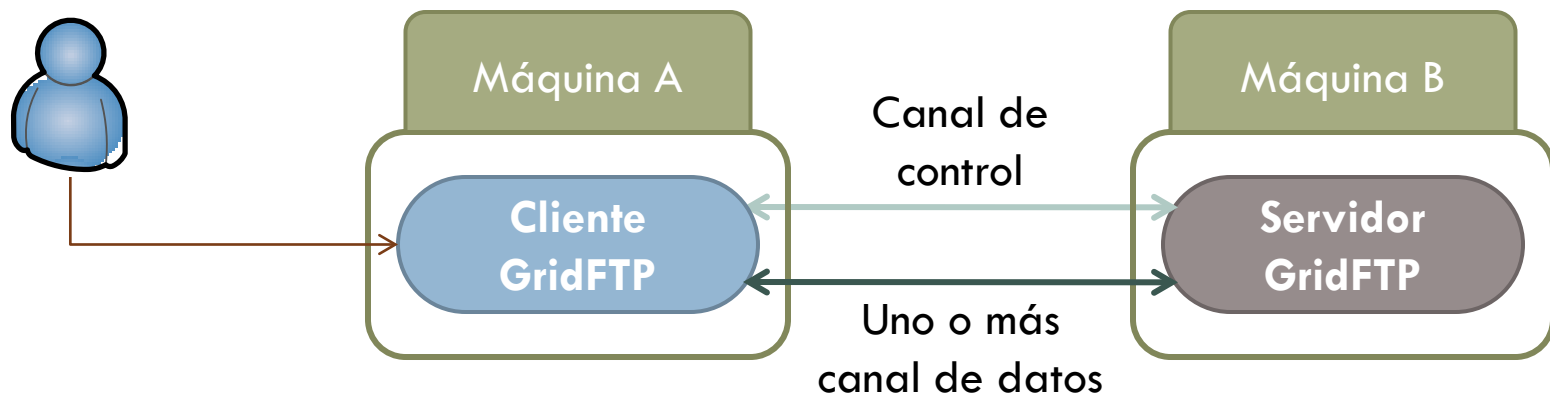 Máquina A
Máquina B
Canal de
control
Cliente
GridFTP
Servidor
GridFTP
Uno o más
canal de datos